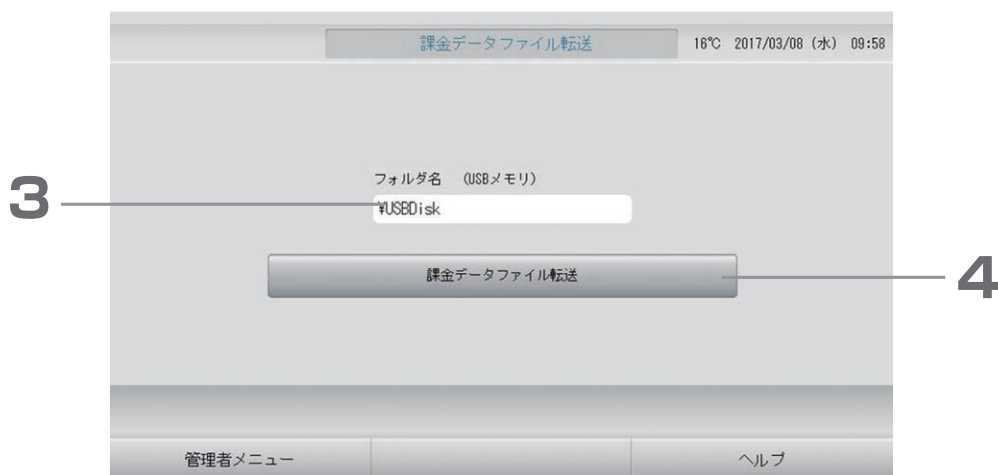 課金データファイル転送 16℃ 2017/03/08 (水) 09:58
フォルダ名 (USBメモリ)
3 ¥USBDisk
課金データファイル転送 4
管理者メニュー ヘルプ